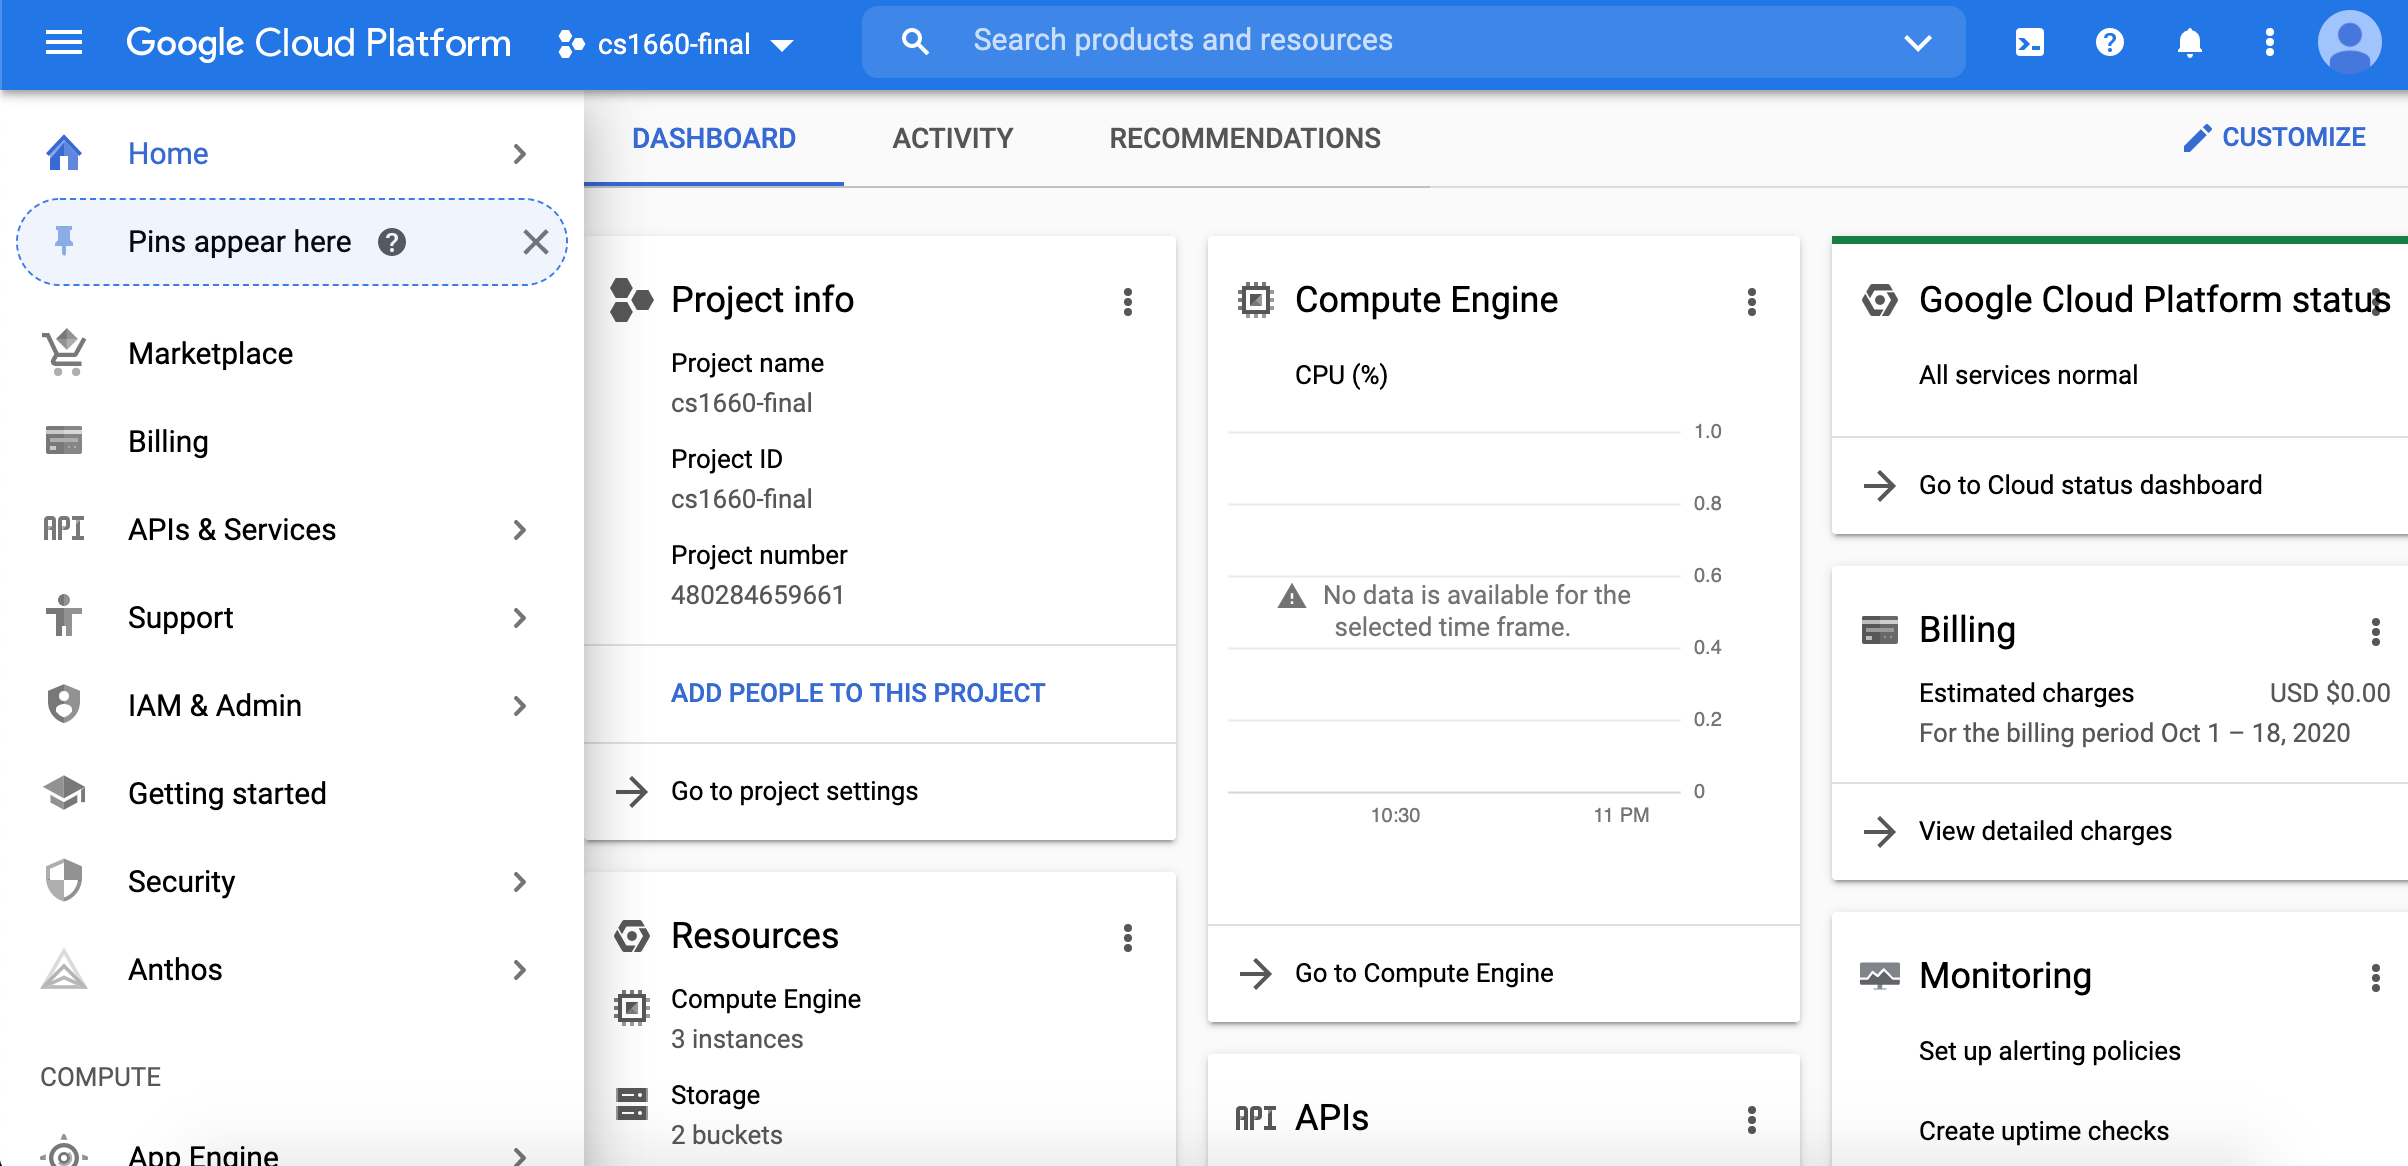 Google Cloud Platform
cs1660-final
Search products and resources
Home
Pins appear here
Marketplace
Billing
API
APIs & Services
Support
IAM & Admin
Getting started
Security
Anthos
COMPUTE
App Engine
DASHBOARD
ACTIVITY
RECOMMENDATIONS
CUSTOMIZE
Project info
Project name
cs1660-final
Project ID
cs1660-final
Project number
480284659661
ADD PEOPLE TO THIS PROJECT
Go to project settings
Resources
Compute Engine
3 instances
Storage
2 buckets
Compute Engine
CPU (%)
1.0
0.8
0.6
No data is available for the
selected time frame.
0.4
0.2
0
10:30
11 PM
Go to Compute Engine
API
APIs
Google Cloud Platform status
All services normal
Go to Cloud status dashboard
Billing
Estimated charges
USD $0.00
For the billing period Oct 1 – 18, 2020
View detailed charges
Monitoring
Set up alerting policies
Create uptime checks